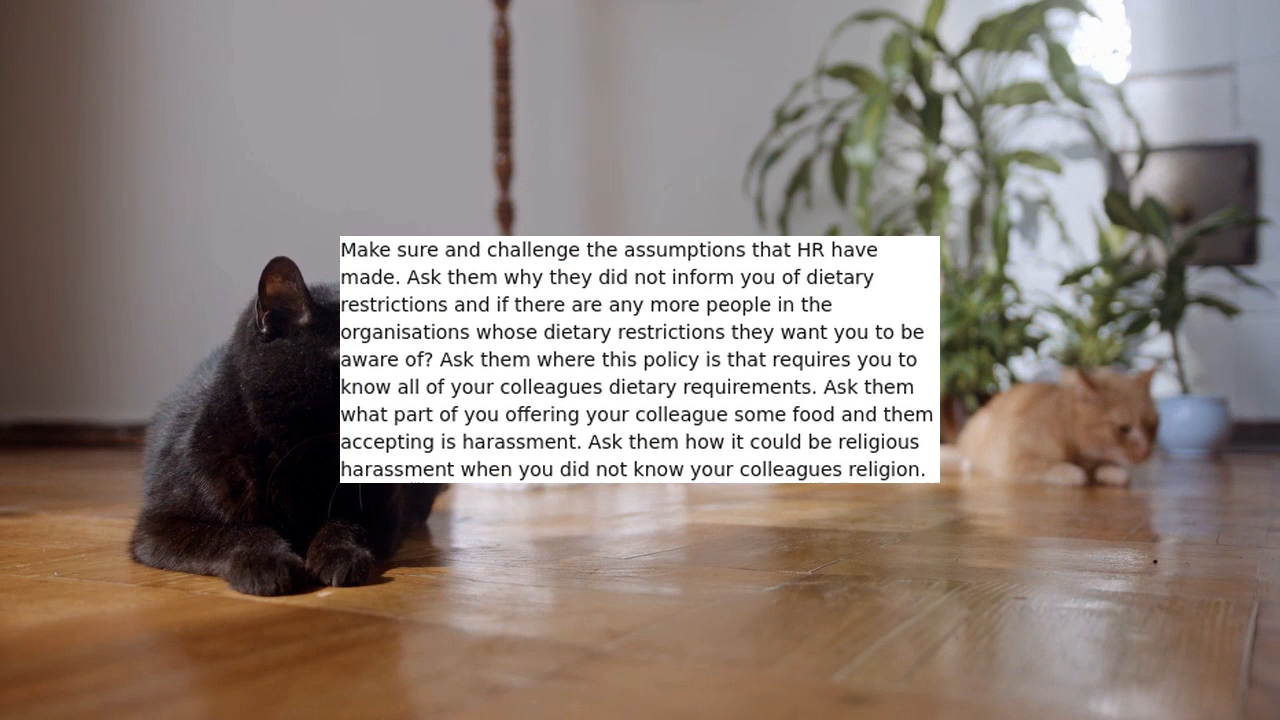 Make sure and challenge the assumptions that HR have
made. Ask them why they did not inform you of dietary
restrictions and if there are any more people in the
organisations whose dietary restrictions they want you to be
aware of? Ask them where this policy is that requires you to
know all of your colleagues dietary requirements. Ask them
what part of you offering your colleague some food and them
accepting is harassment. Ask them how it could be religious
harassment when you did not know your colleagues religion.